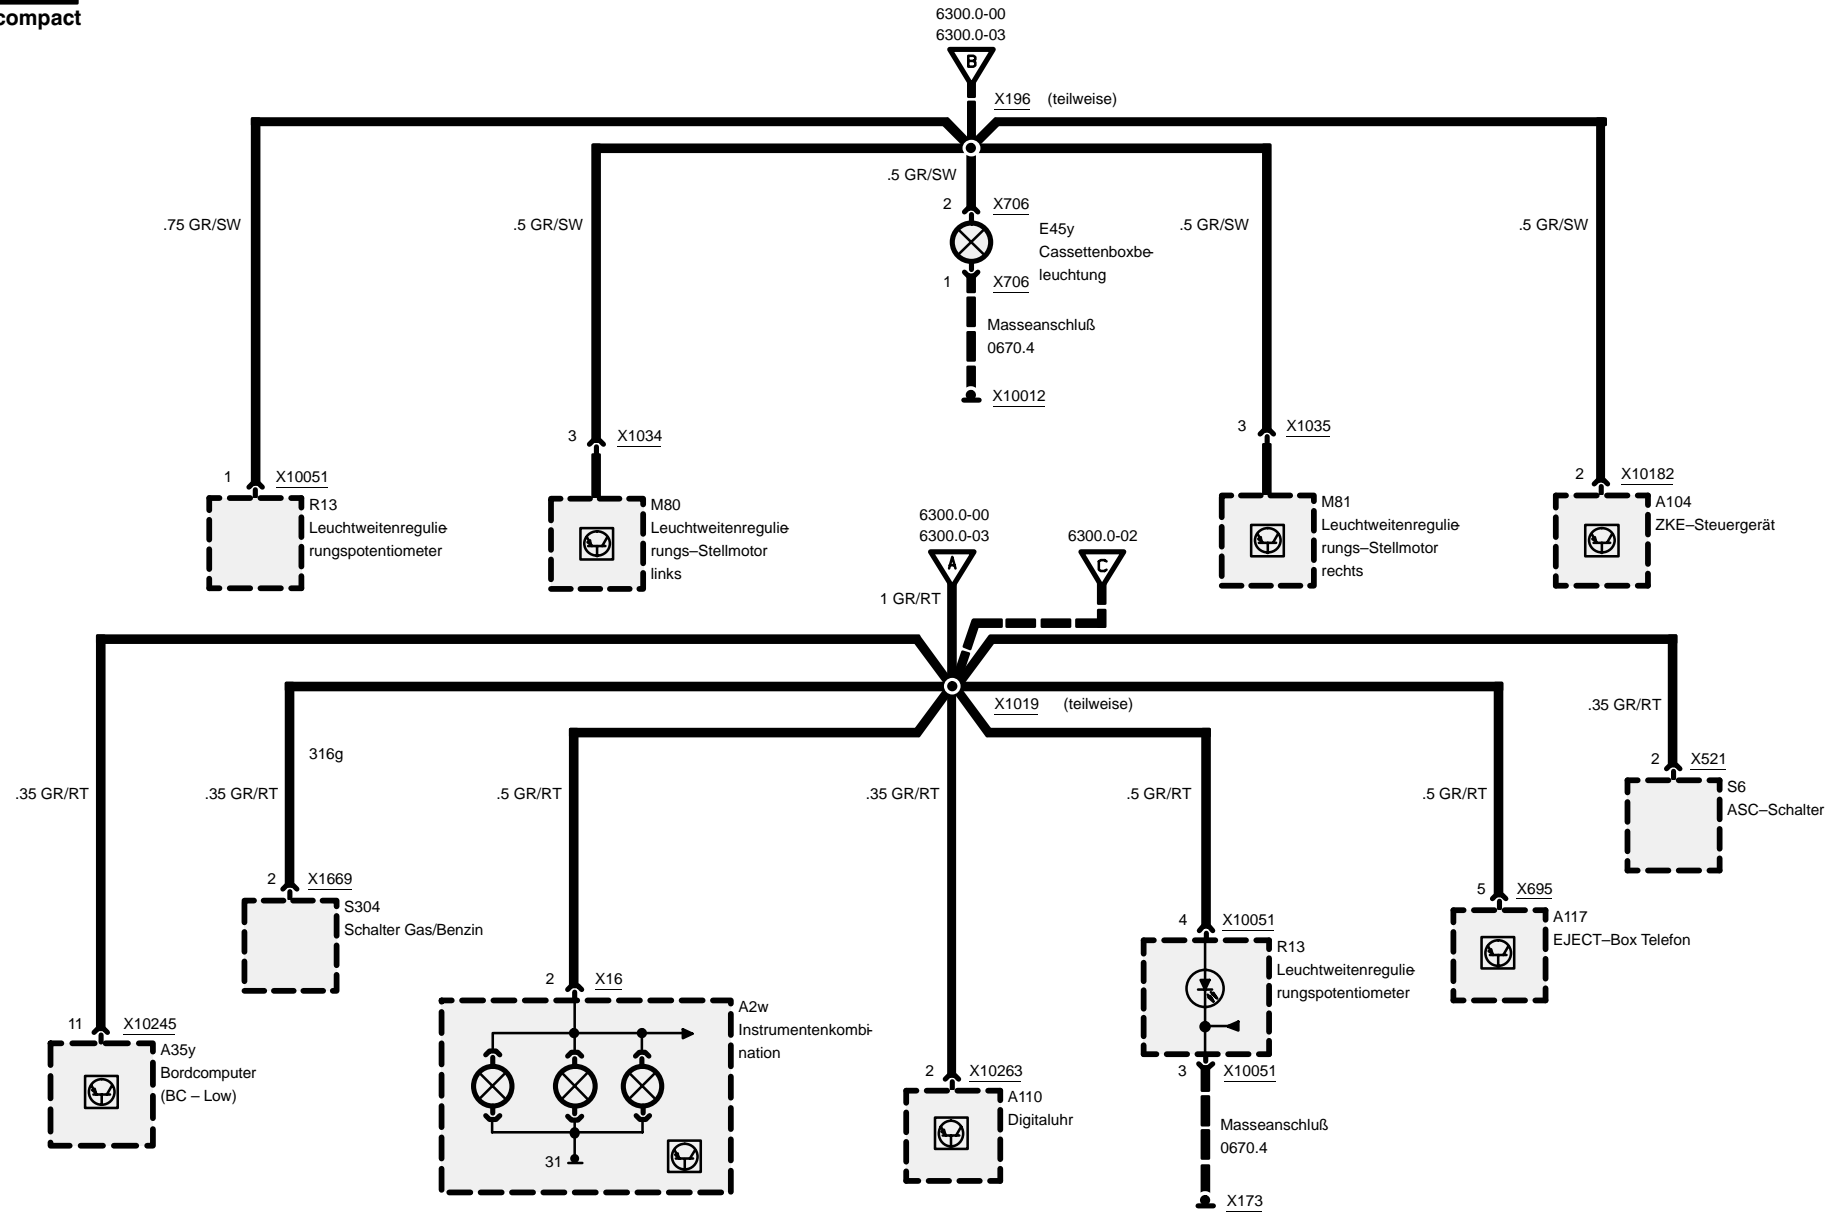 compact
6300.0-00
6300.0-03
B
X196 (teilweise)
.5 GR/SW
.75 GR/SW
.5 GR/SW
2 X706
E45y
Cassettenboxbe-
leuchtung
1 X706
.5 GR/SW
.5 GR/SW
Masseanschluß
0670.4
X10012
3 X1034
3 X1035
1 X10051
2 X10182
R13
Leuchtweitenregulie-
rungspotentiometer
M80
Leuchtweitenregulie-
rungs–Stellmotor
links
M81
Leuchtweitenregulie-
rungs–Stellmotor
rechts
A104
ZKE–Steuergerät
6300.0-00
6300.0-03
A
6300.0-02
C
1 GR/RT
X1019 (teilweise)
.35 GR/RT
316g
.35 GR/RT
.35 GR/RT
.5 GR/RT
.35 GR/RT
.5 GR/RT
.5 GR/RT
2 X521
S6
ASC–Schalter
2 X1669
S304
Schalter Gas/Benzin
5 X695
A117
EJECT–Box Telefon
4 X10051
R13
Leuchtweitenregulie-
rungspotentiometer
2 X16
A2w
Instrumentenkombi-
nation
31
11 X10245
A35y
Bordcomputer
(BC – Low)
2 X10263
A110
Digitaluhr
3 X10051
Masseanschluß
0670.4
X173